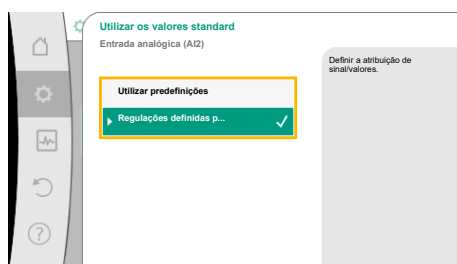 Utilizar os valores standard
Entrada analógica (AI2)
Definir a atribuição de
sinal/valores.
Utilizar predefinições
Regulações definidas p...
?